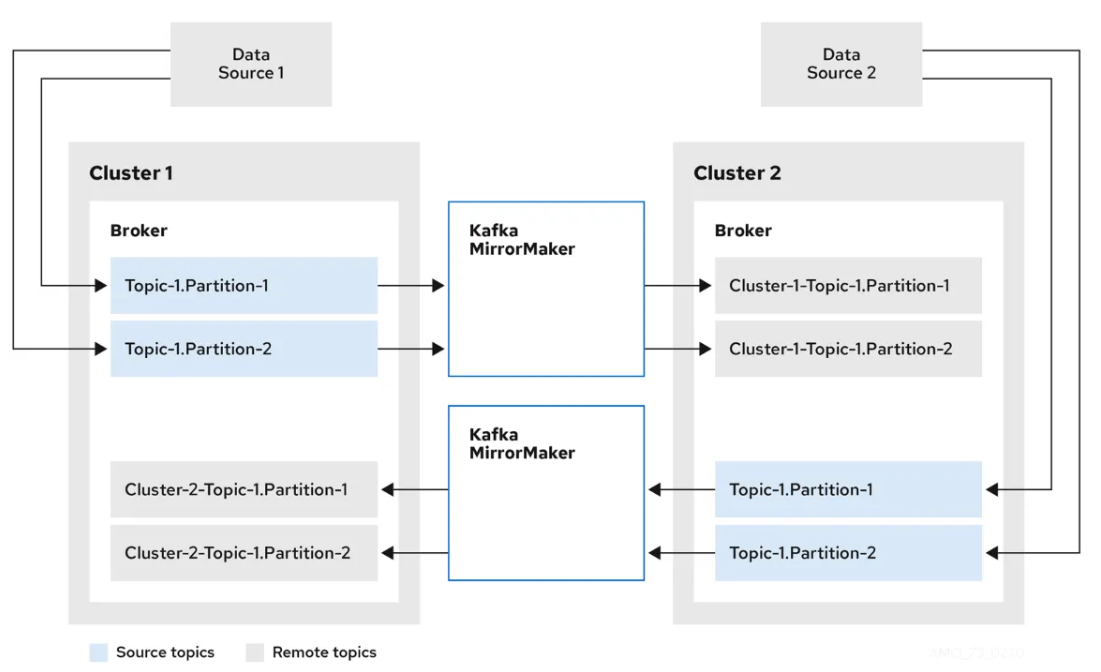 Data
Source 1
Data
Source 2
Cluster 1
Broker
Topic-1.Partition-1
Topic-1.Partition-2
Cluster-2-Topic-1.Partition-1
Cluster-2-Topic-1.Partition-2
Kafka
MirrorMaker
Kafka
MirrorMaker
Cluster 2
Broker
Cluster-1-Topic-1.Partition-1
Cluster-1-Topic-1.Partition-2
Topic-1.Partition-1
Topic-1.Partition-2
Source topics
Remote topics